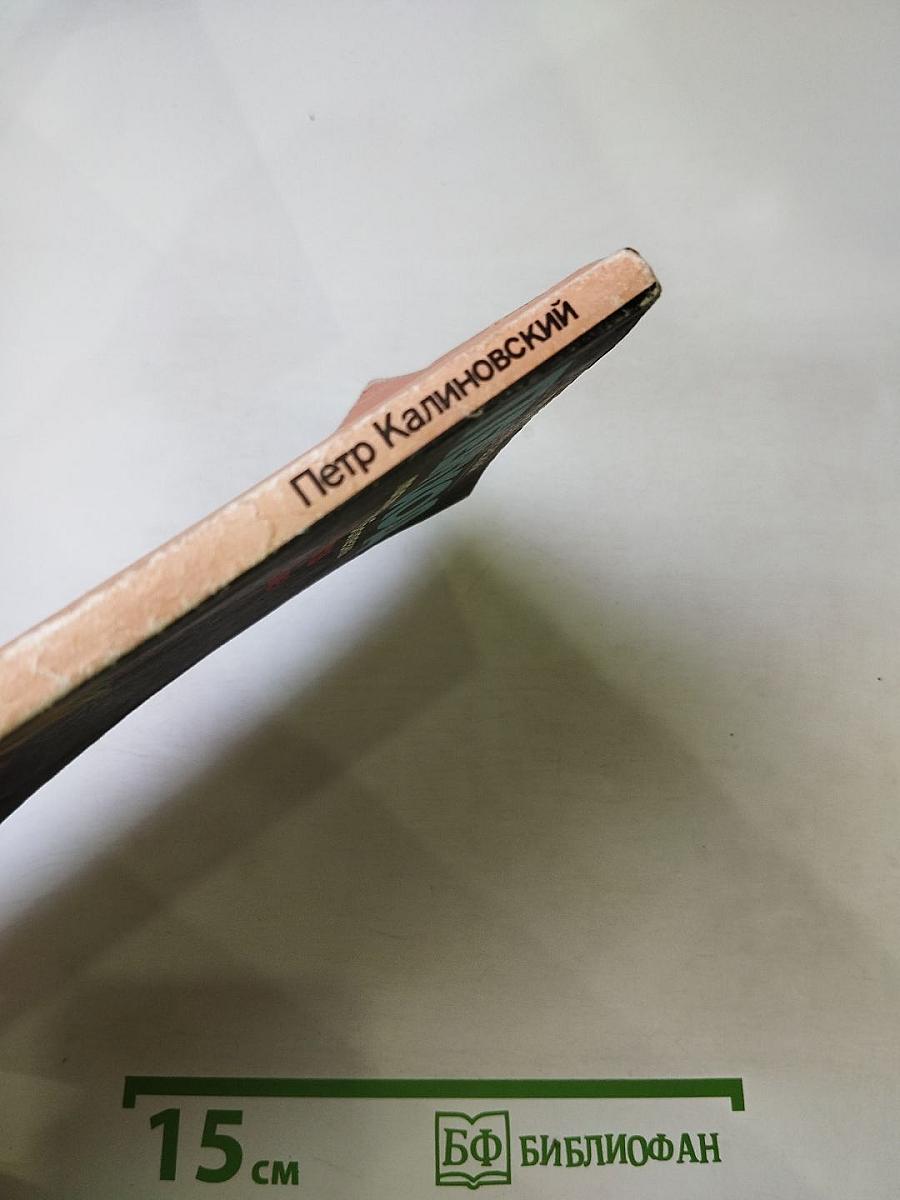 Петр Калиновский
15 см
БФ БИБЛИОФАН